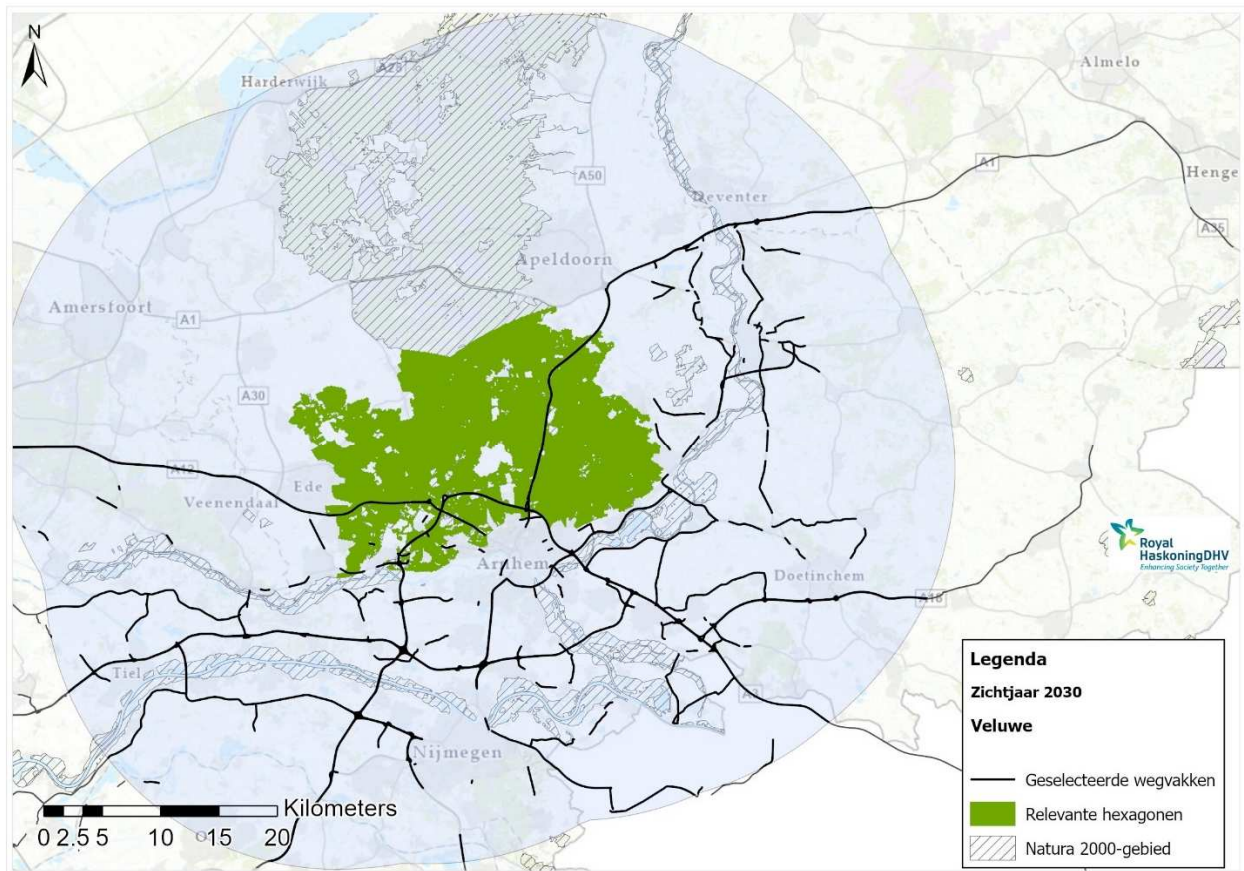 N
Harderwijk
A28
Almelo
A50
A1
Henge
Deventer
A35
Apeldoorn
Amersfoort
A1
A30
A12
Ede
Veenendaal
Arnhem
Doetinchem
A18
Royal
HaskoningDHV
Enhancing Society Together
Tiel
Nijmegen
Kilometers
0 2.5 5 10 15 20
Legenda
Zichtjaar 2030
Veluwe
Geselecteerde wegvakken
Relevante hexagonen
Natura 2000-gebied